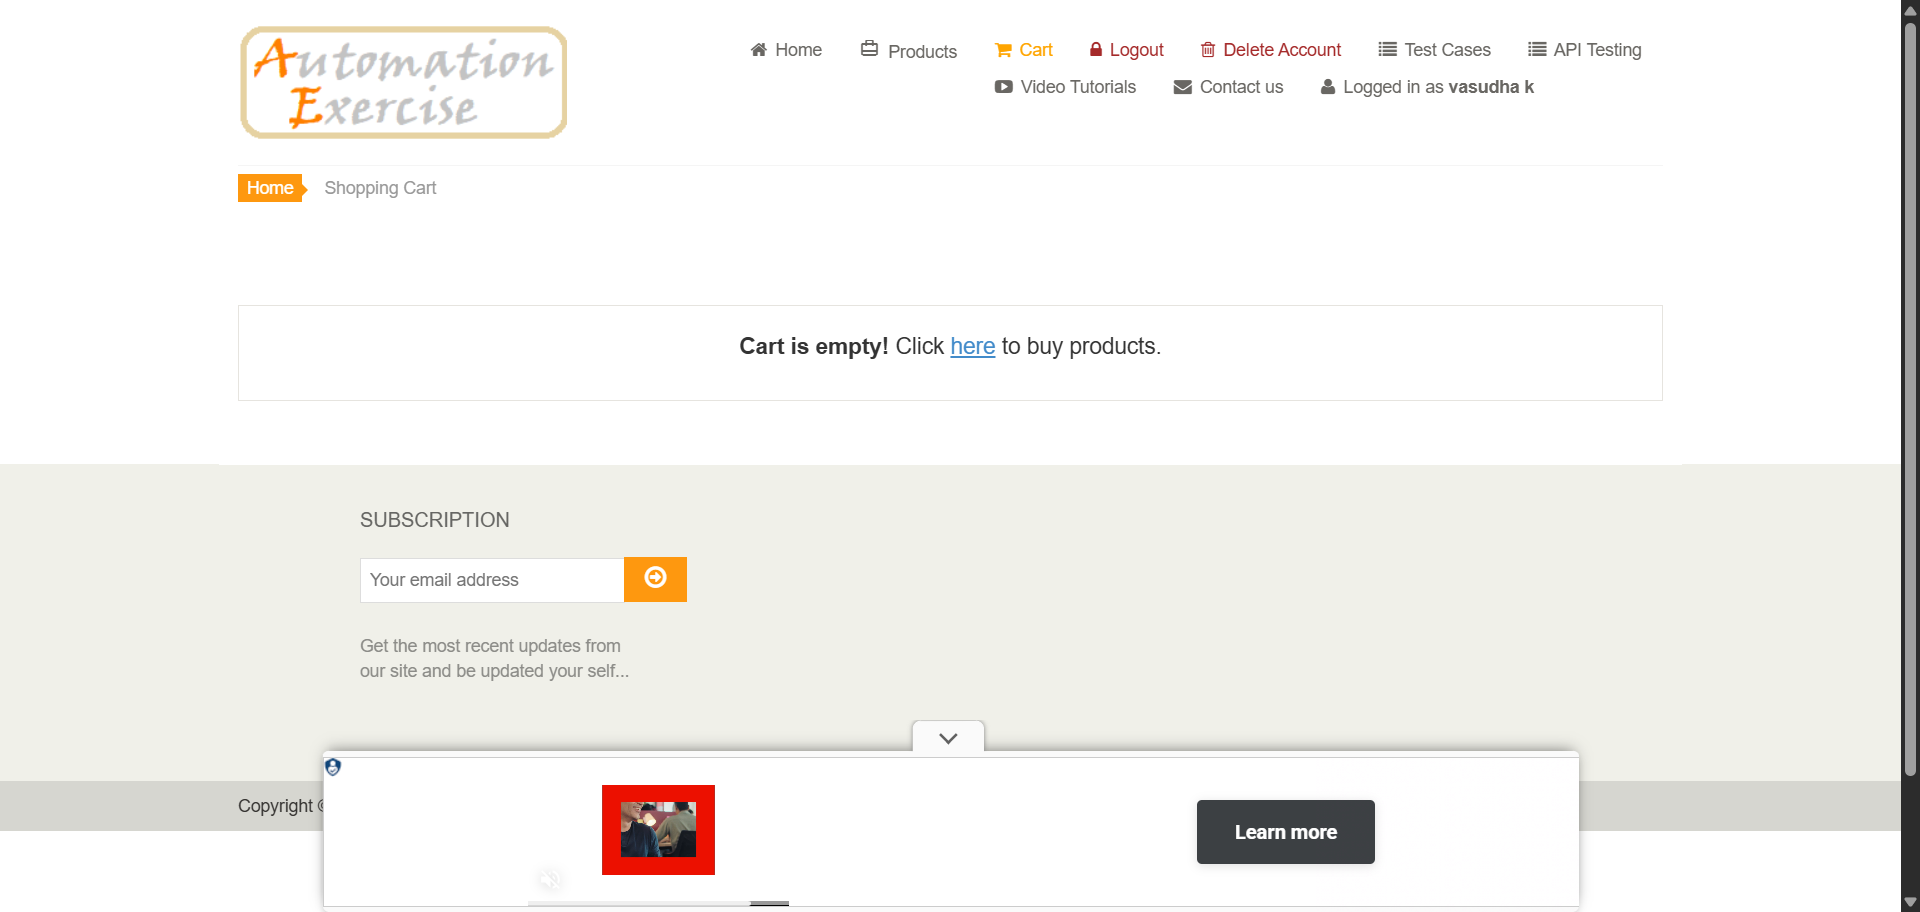 Automation
Exercise
Home Products Cart Logout Delete Account Test Cases API Testing
Video Tutorials Contact us Logged in as vasudha k
Home Shopping Cart
Cart is empty! Click here to buy products.
SUBSCRIPTION
Your email address
Get the most recent updates from
our site and be updated your self...
Copyright ©
Learn more